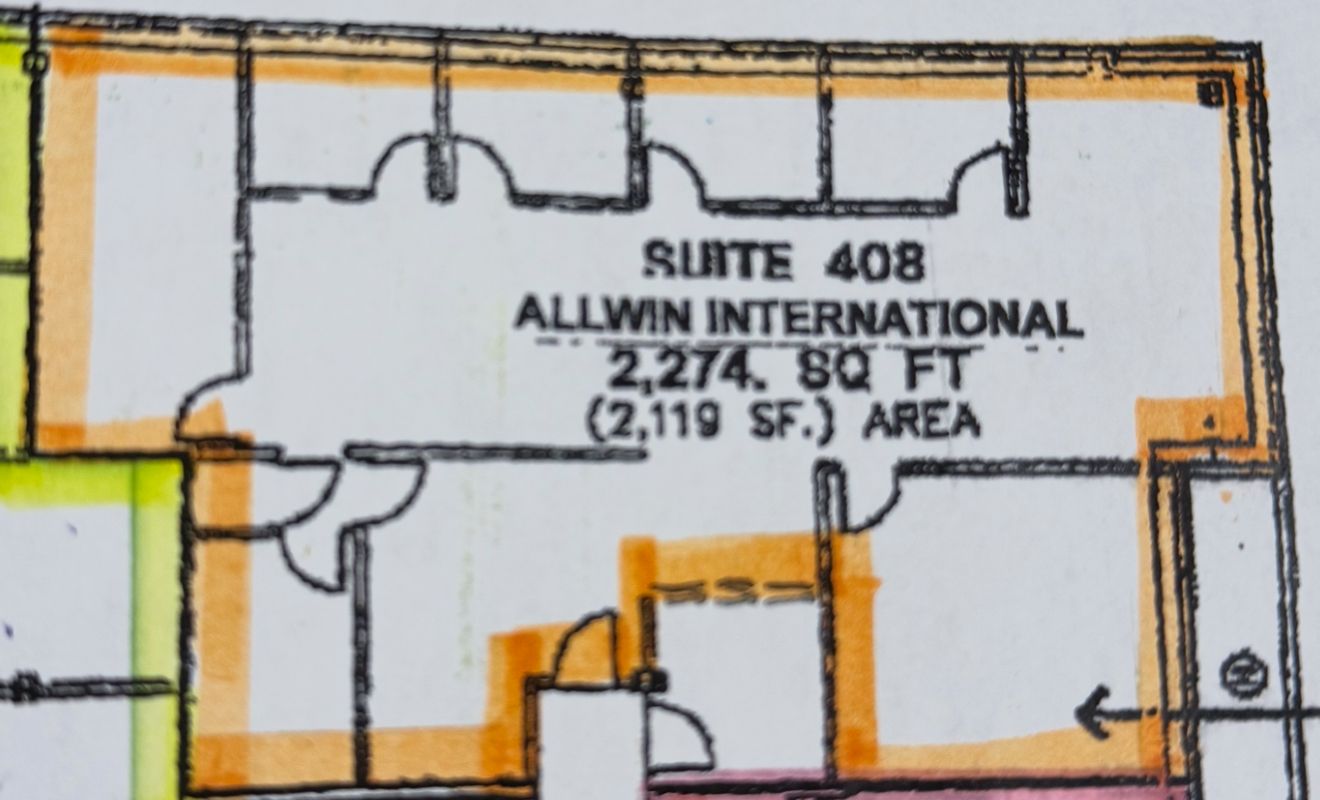 SUITE 408
ALLWIN INTERNATIONAL
2,274. SQ FT
(2,119 SF.) AREA